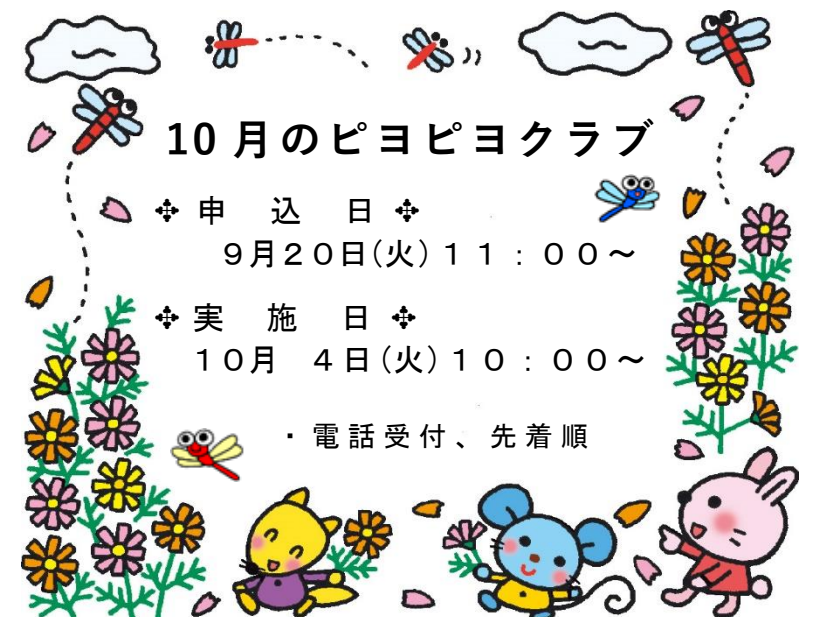 10月のピヨピヨクラブ
✤申　込　日✤
９月２０日（火）１１：００～
✤実　施　日✤
１０月　４日（火）１０：００～
・電話受付、先着順